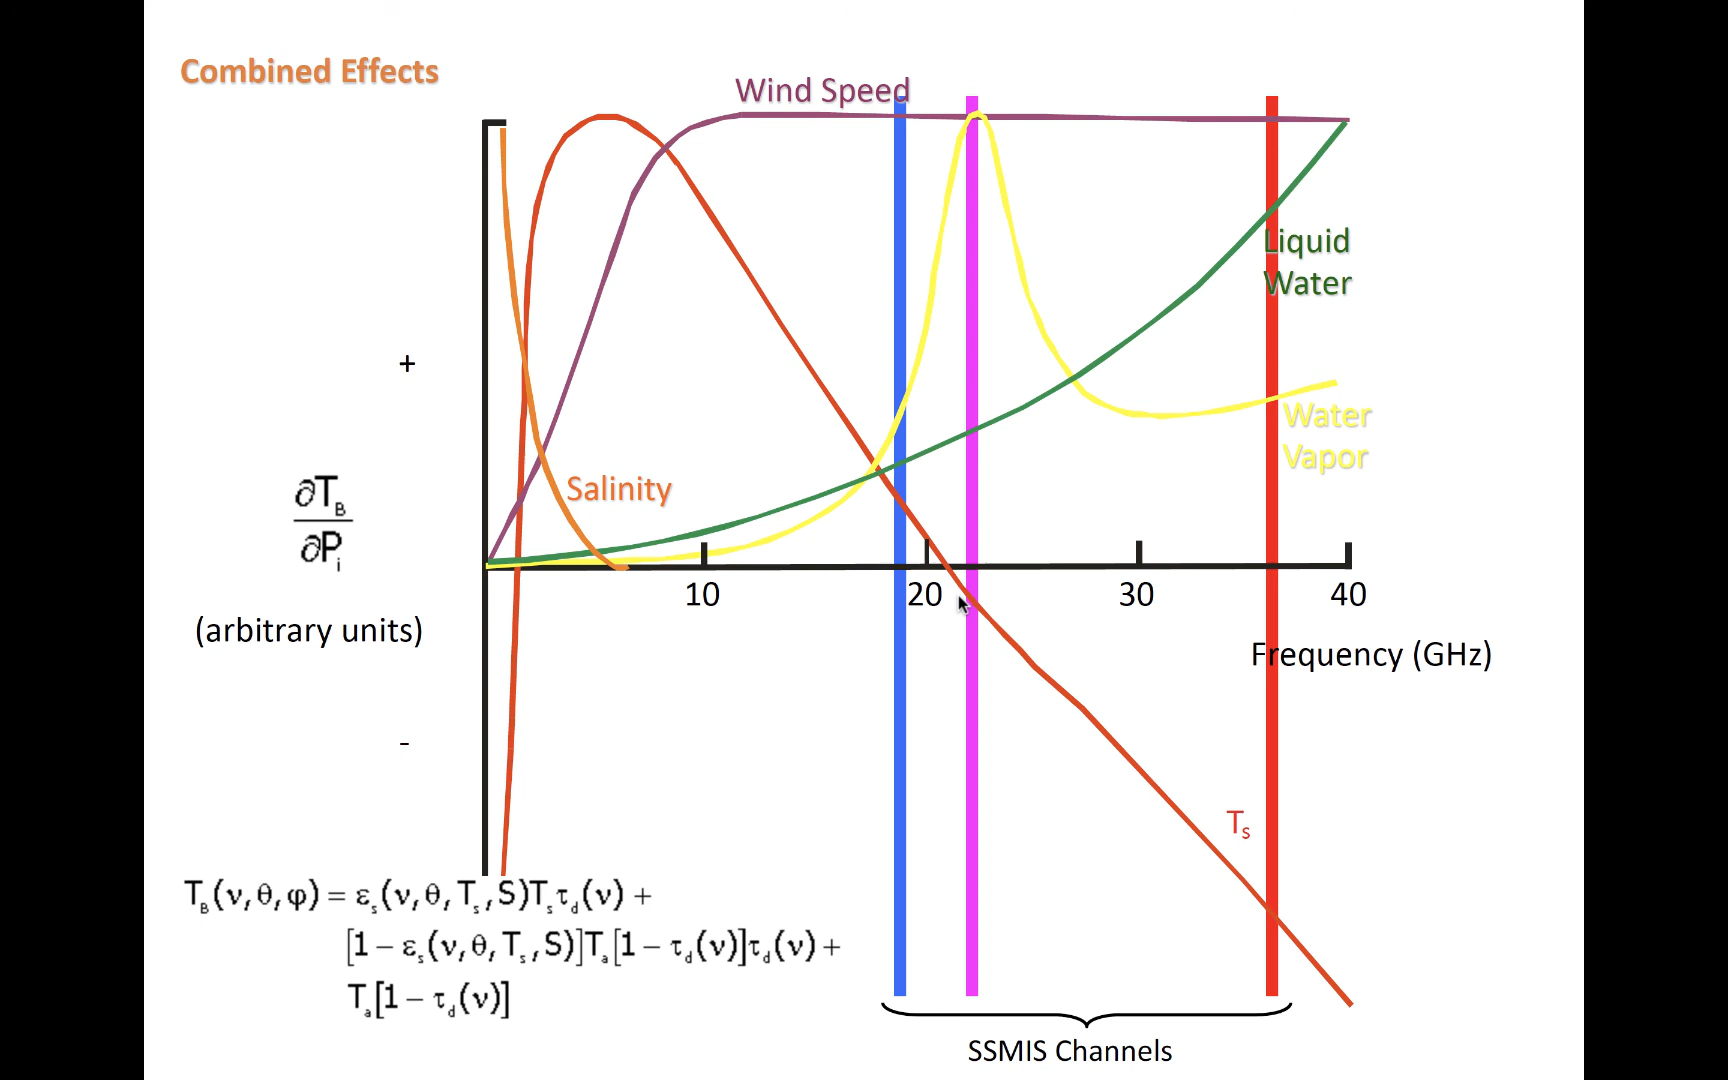 Combined Effects
Wind Speed
Liquid
Water
+
Water
Vapor
Salinity
∂T_B
∂P_i
10
20
30
40
(arbitrary units)
Frequency (GHz)
-
T_s
T_B(ν,θ,φ) = ε_s(ν,θ,T_s,S)T_sτ_d(ν) +
[1 − ε_s(ν,θ,T_s,S)]T_a[1 − τ_d(ν)]τ_d(ν) +
T_a[1 − τ_d(ν)]
SSMIS Channels